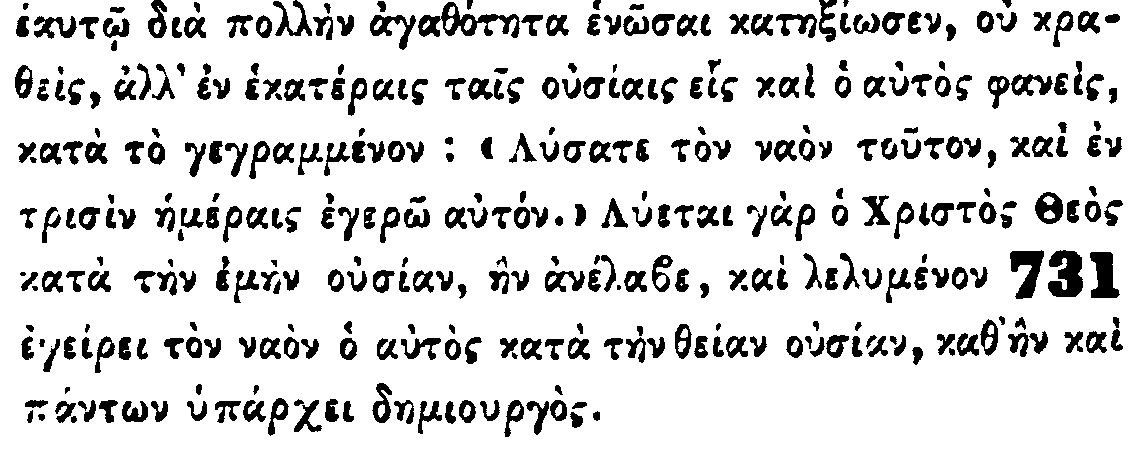 ἑαυτῷ διὰ πολλὴν ἀγαθότητα ἑνῶσαι κατηξίωσεν, οὐ κρα-
θεὶς, ἀλλ' ἐν ἑκατέραις ταῖς οὐσίαις εἷς καὶ ὁ αὐτὸς φανεὶς,
κατὰ τὸ γεγραμμένον : « Λύσατε τὸν ναὸν τοῦτον, καὶ ἐν
τρισὶν ἡμέραις ἐγερῶ αὐτόν. » Λύεται γὰρ ὁ Χριστὸς Θεὸς
κατὰ τὴν ἐμὴν οὐσίαν, ἣν ἀνέλαϐε, καὶ λελυμένον 731
ἐγείρει τὸν ναὸν ὁ αὐτὸς κατὰ τὴν θείαν οὐσίαν, καθ' ἣν καὶ
πάντων ὑπάρχει δημιουργὸς.